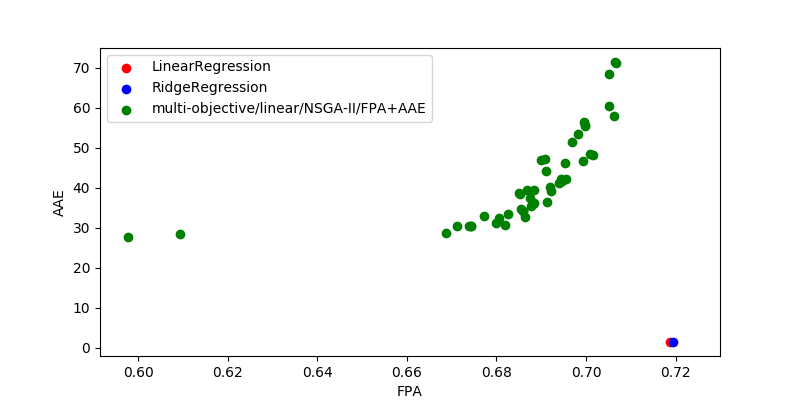 LinearRegression
RidgeRegression
multi-objective/linear/NSGA-II/FPA+AAE
70
60
50
40
30
20
10
0
AAE
0.60 0.62 0.64 0.66 0.68 0.70 0.72
FPA